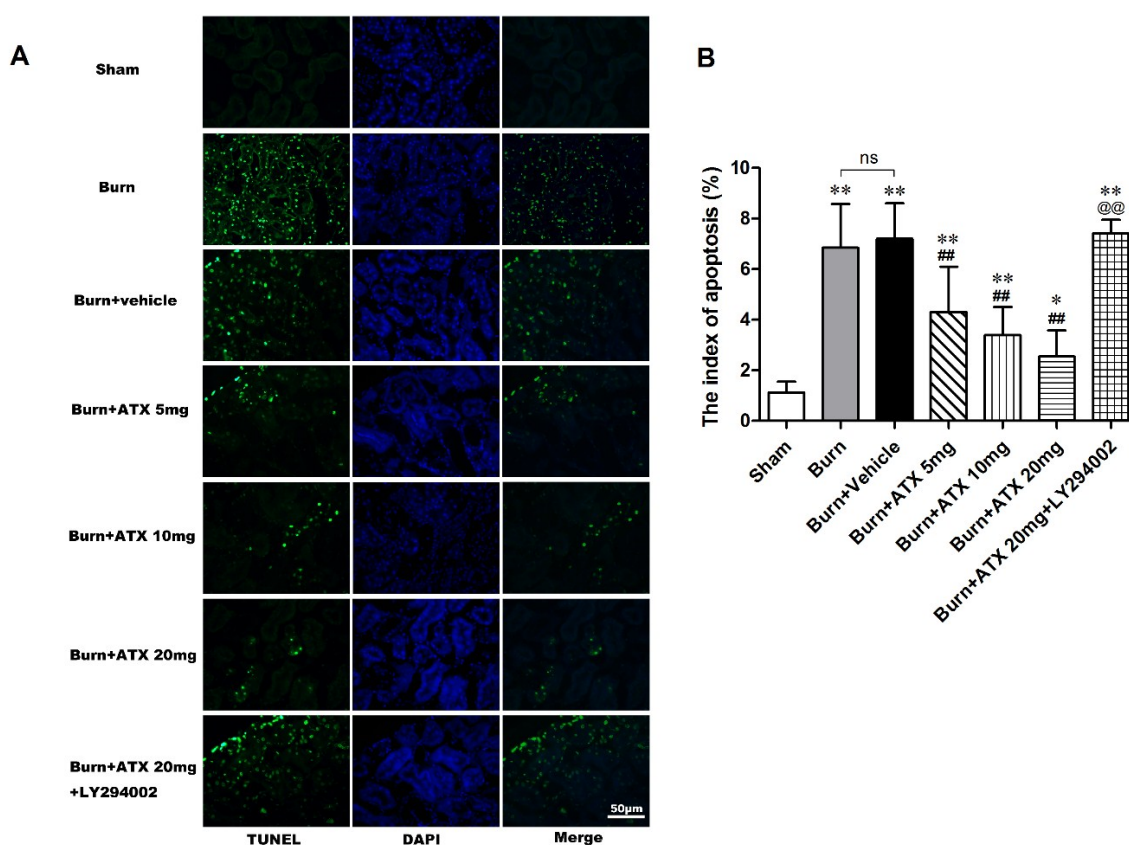 A
Sham
Burn
Burn+vehicle
Burn+ATX 5mg
Burn+ATX 10mg
Burn+ATX 20mg
Burn+ATX 20mg
+LY294002
50μm
TUNEL DAPI Merge
B
The index of apoptosis (%)
10
8
6
4
2
0
ns
** ** ** ** * **
## ## ## @@
Sham
Burn
Burn+Vehicle
Burn+ATX 5mg
Burn+ATX 10mg
Burn+ATX 20mg
Burn+ATX 20mg+LY294002